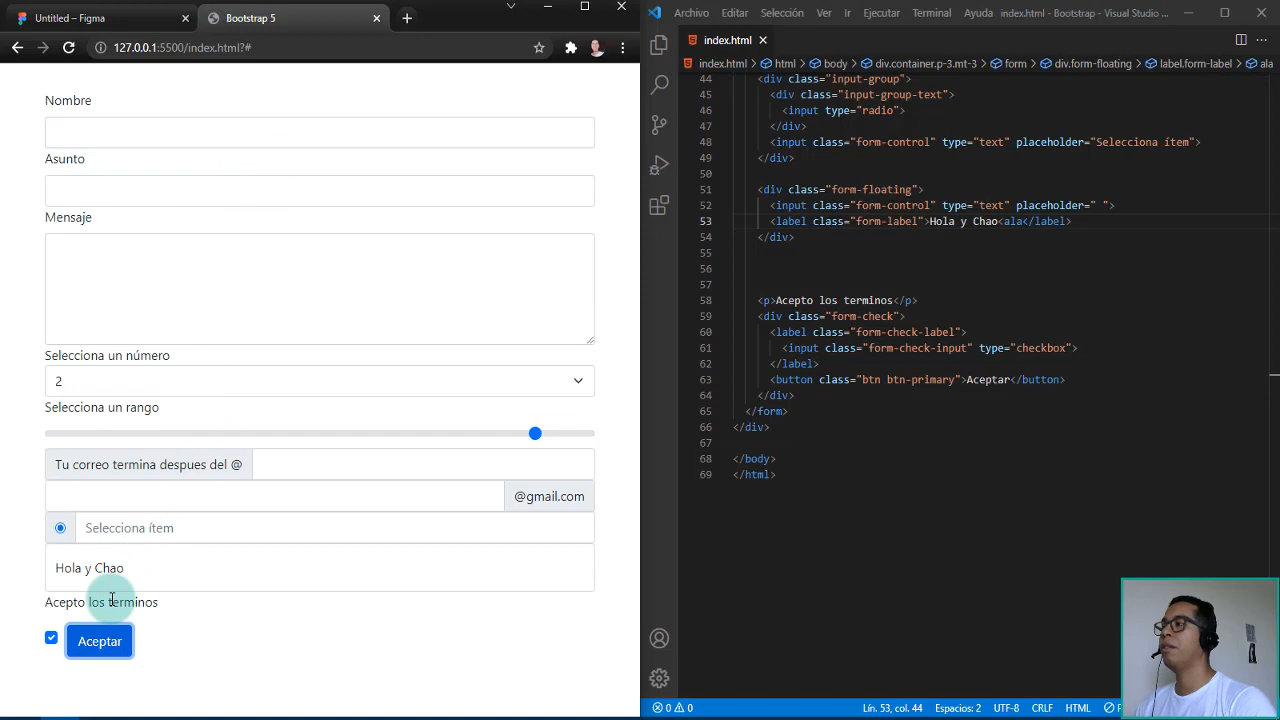 Untitled – Figma
Bootstrap 5
127.0.0.1:5500/index.html?#
Nombre
Asunto
Mensaje
Selecciona un número
2
Selecciona un rango
Tu correo termina despues del @
@gmail.com
Selecciona ítem
Hola y Chao
Acepto los terminos
Aceptar
Archivo Editar Selección Ver Ir Ejecutar Terminal Ayuda index.html - Bootstrap - Visual Studio ...
index.html
index.html > html > body > div.container.p-3.mt-3 > form > div.form-floating > label.form-label > ala
44 <div class="input-group">
45 <div class="input-group-text">
46 <input type="radio">
47 </div>
48 <input class="form-control" type="text" placeholder="Selecciona ítem">
49 </div>
50
51 <div class="form-floating">
52 <input class="form-control" type="text" placeholder=" ">
53 <label class="form-label">Hola y Chao<ala</label>
54 </div>
55
56
57
58 <p>Acepto los terminos</p>
59 <div class="form-check">
60 <label class="form-check-label">
61 <input class="form-check-input" type="checkbox">
62 </label>
63 <button class="btn btn-primary">Aceptar</button>
64 </div>
65 </form>
66 </div>
67
68 </body>
69 </html>
0 0 Lín. 53, col. 44 Espacios: 2 UTF-8 CRLF HTML